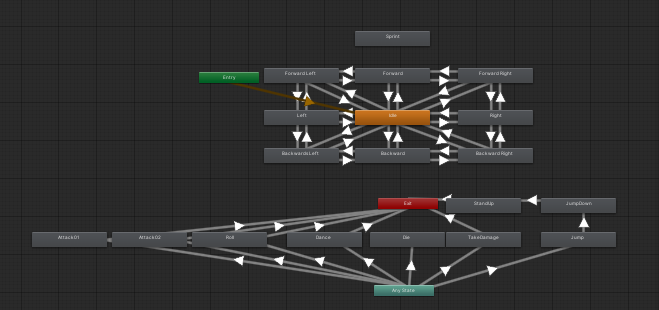 Sprint
Entry
ForwardLeft
Forward
ForwardRight
Left
Idle
Right
BackwardsLeft
Backward
BackwardRight
Exit
StandUp
JumpDown
Attack01
Attack02
Roll
Dance
Die
TakeDamage
Jump
Any State